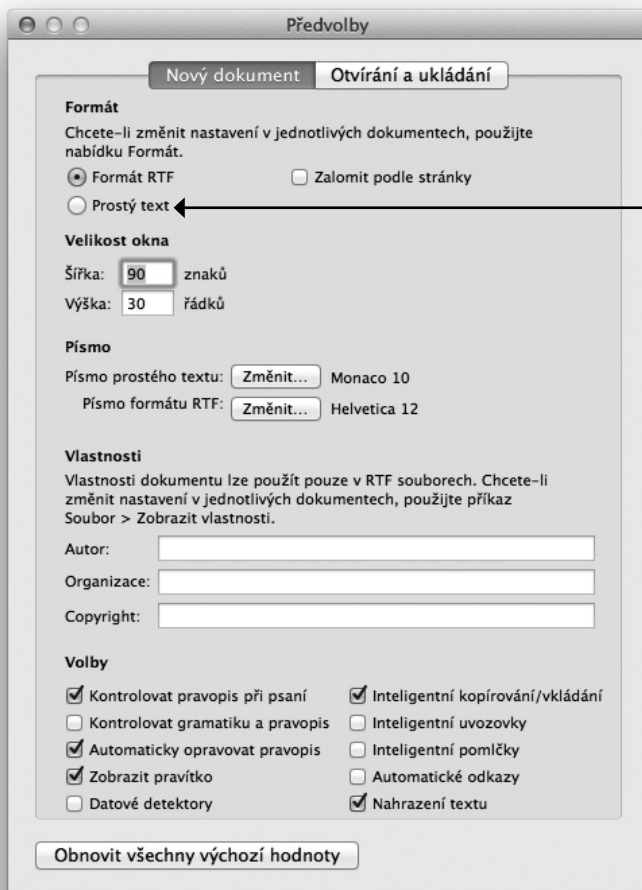 Předvolby
Nový dokument Otvírání a ukládání
Formát
Chcete-li změnit nastavení v jednotlivých dokumentech, použijte
nabídku Formát.
Formát RTF Zalomit podle stránky
Prostý text
Velikost okna
Šířka: 90 znaků
Výška: 30 řádků
Písmo
Písmo prostého textu: Změnit... Monaco 10
Písmo formátu RTF: Změnit... Helvetica 12
Vlastnosti
Vlastnosti dokumentu lze použít pouze v RTF souborech. Chcete-li
změnit nastavení v jednotlivých dokumentech, použijte příkaz
Soubor > Zobrazit vlastnosti.
Autor:
Organizace:
Copyright:
Volby
Kontrolovat pravopis při psaní Inteligentní kopírování/vkládání
Kontrolovat gramatiku a pravopis Inteligentní uvozovky
Automaticky opravovat pravopis Inteligentní pomlčky
Zobrazit pravítko Automatické odkazy
Datové detektory Nahrazení textu
Obnovit všechny výchozí hodnoty